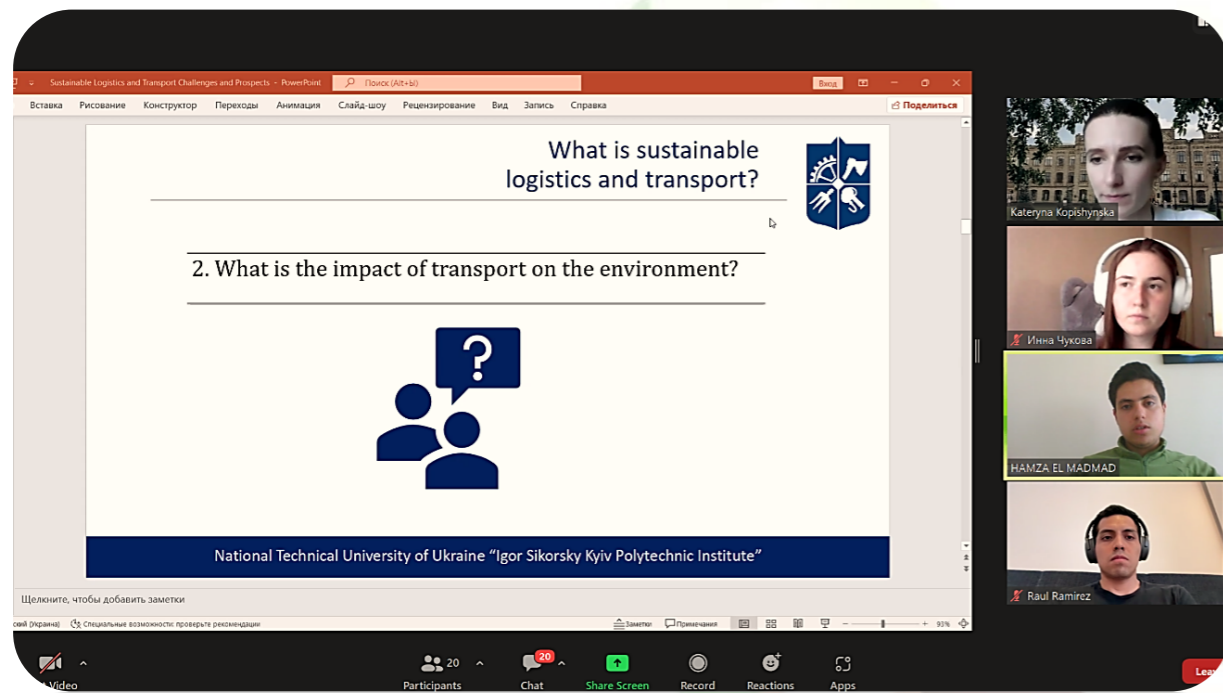 Sustainable Logistics and Transport Challenges and Prospects - PowerPoint
Поиск (Alt+Ы)
Вход
Вставка Рисование Конструктор Переходы Анимация Слайд-шоу Рецензирование Вид Запись Справка
Поделиться
What is sustainable
logistics and transport?
2. What is the impact of transport on the environment?
National Technical University of Ukraine “Igor Sikorsky Kyiv Polytechnic Institute”
Kateryna Kopishynska
Инна Чукова
HAMZA EL MADMAD
Raul Ramirez
Щелкните, чтобы добавить заметки
(Украина) Специальные возможности: проверьте рекомендации
Заметки Примечания 93%
Video
20
Participants
20
Chat
Share Screen
Record
Reactions
Apps